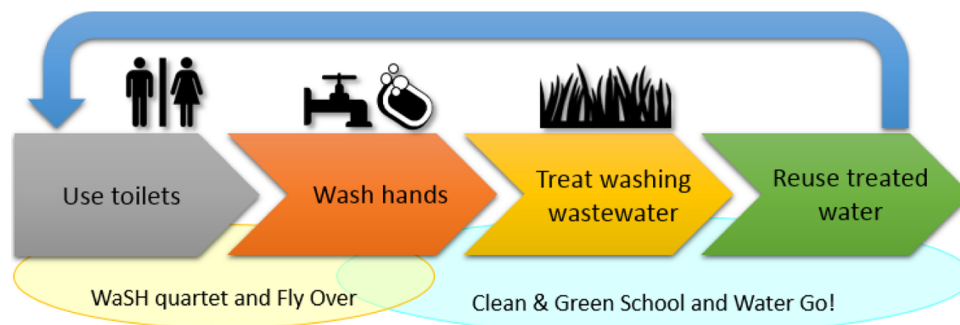 Use toilets
Wash hands
Treat washing
wastewater
Reuse treated
water
WaSH quartet and Fly Over
Clean & Green School and Water Go!